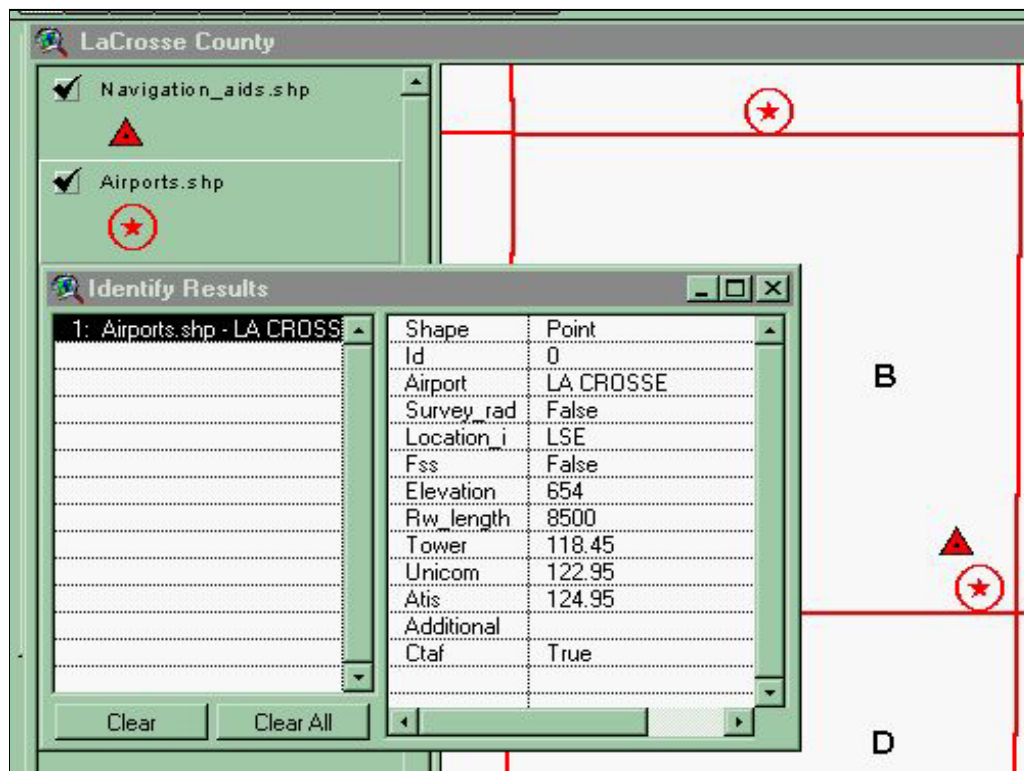 LaCrosse County
Navigation_aids.shp
Airports.shp
Identify Results
1: Airports.shp - LA CROSS
Shape Point
Id 0
Airport LA CROSSE
Survey_rad False
Location_i LSE
Fss False
Elevation 654
Rw_length 8500
Tower 118.45
Unicom 122.95
Atis 124.95
Additional
Ctaf True
Clear Clear All
B
D